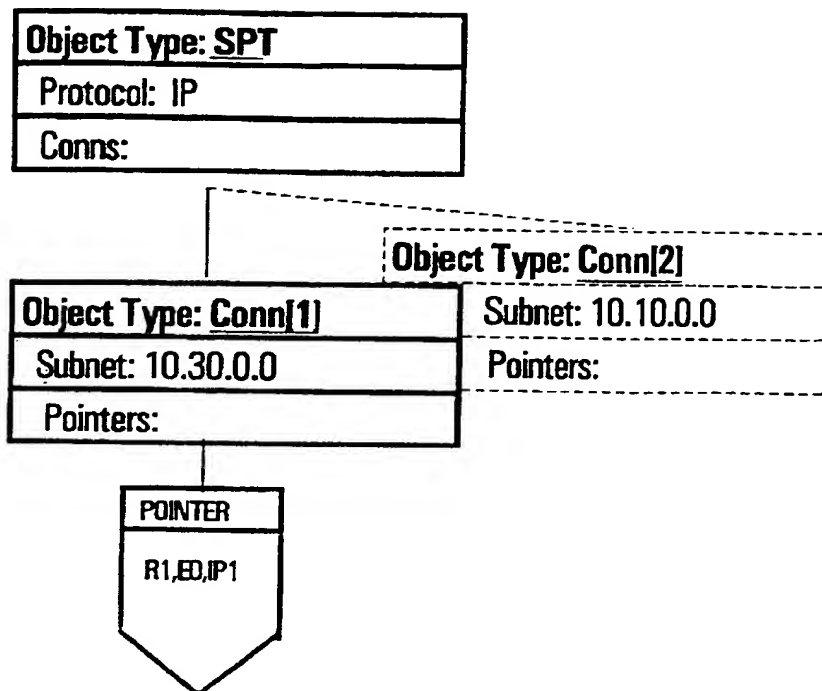 Object Type: SPT
Protocol: IP
Conns:
Object Type: Conn[2]
Subnet: 10.10.0.0
Pointers:
Object Type: Conn[1]
Subnet: 10.30.0.0
Pointers:
POINTER
R1,E0,IP1